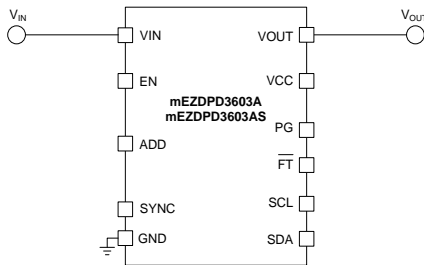 VIN
VOUT
VIN
VOUT
EN
VCC
mEZDPD3603A
mEZDPD3603AS
PG
ADD
FT
SCL
SYNC
GND
SDA